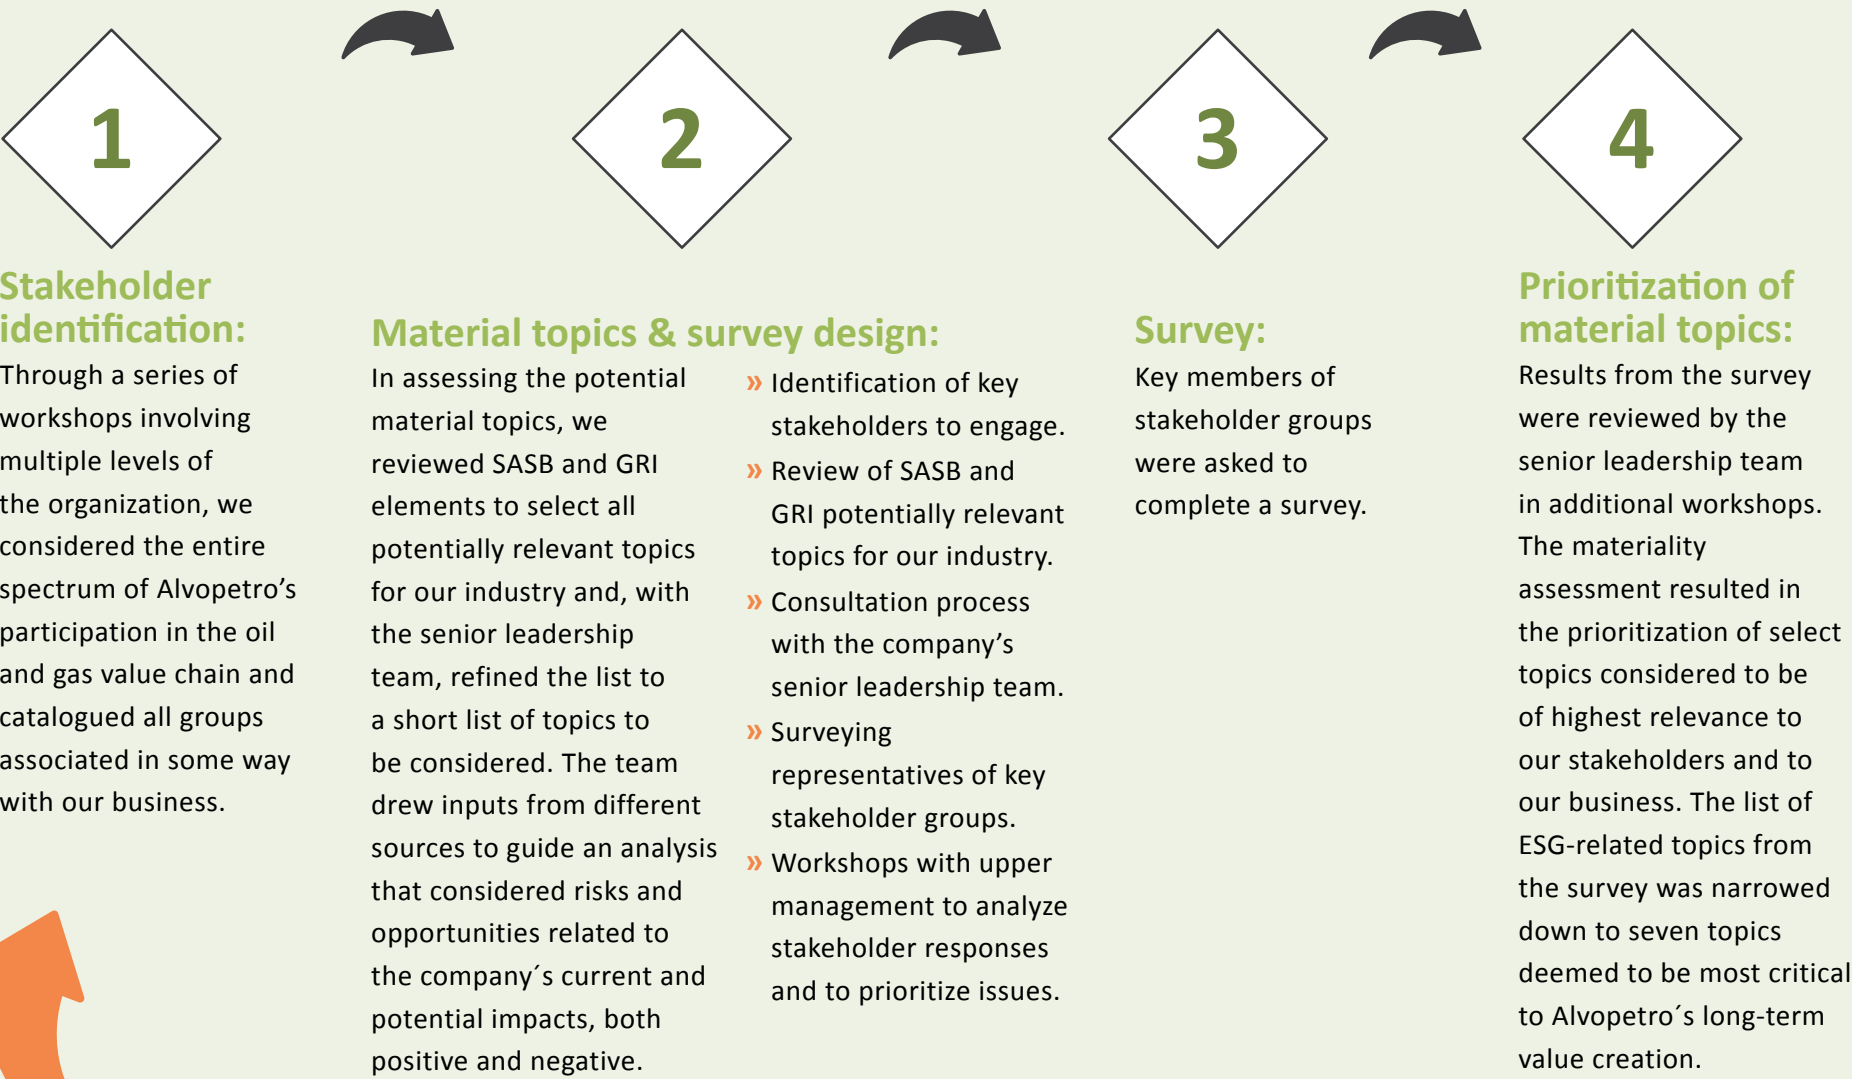 1
Stakeholder
identification:
Through a series of
workshops involving
multiple levels of
the organization, we
considered the entire
spectrum of Alvopetro’s
participation in the oil
and gas value chain and
catalogued all groups
associated in some way
with our business.
2
Material topics & survey design:
In assessing the potential
material topics, we
reviewed SASB and GRI
elements to select all
potentially relevant topics
for our industry and, with
the senior leadership
team, refined the list to
a short list of topics to
be considered. The team
drew inputs from different
sources to guide an analysis
that considered risks and
opportunities related to
the company´s current and
potential impacts, both
positive and negative.
» Identification of key
stakeholders to engage.
» Review of SASB and
GRI potentially relevant
topics for our industry.
» Consultation process
with the company’s
senior leadership team.
» Surveying
representatives of key
stakeholder groups.
» Workshops with upper
management to analyze
stakeholder responses
and to prioritize issues.
3
Survey:
Key members of
stakeholder groups
were asked to
complete a survey.
4
Prioritization of
material topics:
Results from the survey
were reviewed by the
senior leadership team
in additional workshops.
The materiality
assessment resulted in
the prioritization of select
topics considered to be
of highest relevance to
our stakeholders and to
our business. The list of
ESG-related topics from
the survey was narrowed
down to seven topics
deemed to be most critical
to Alvopetro´s long-term
value creation.